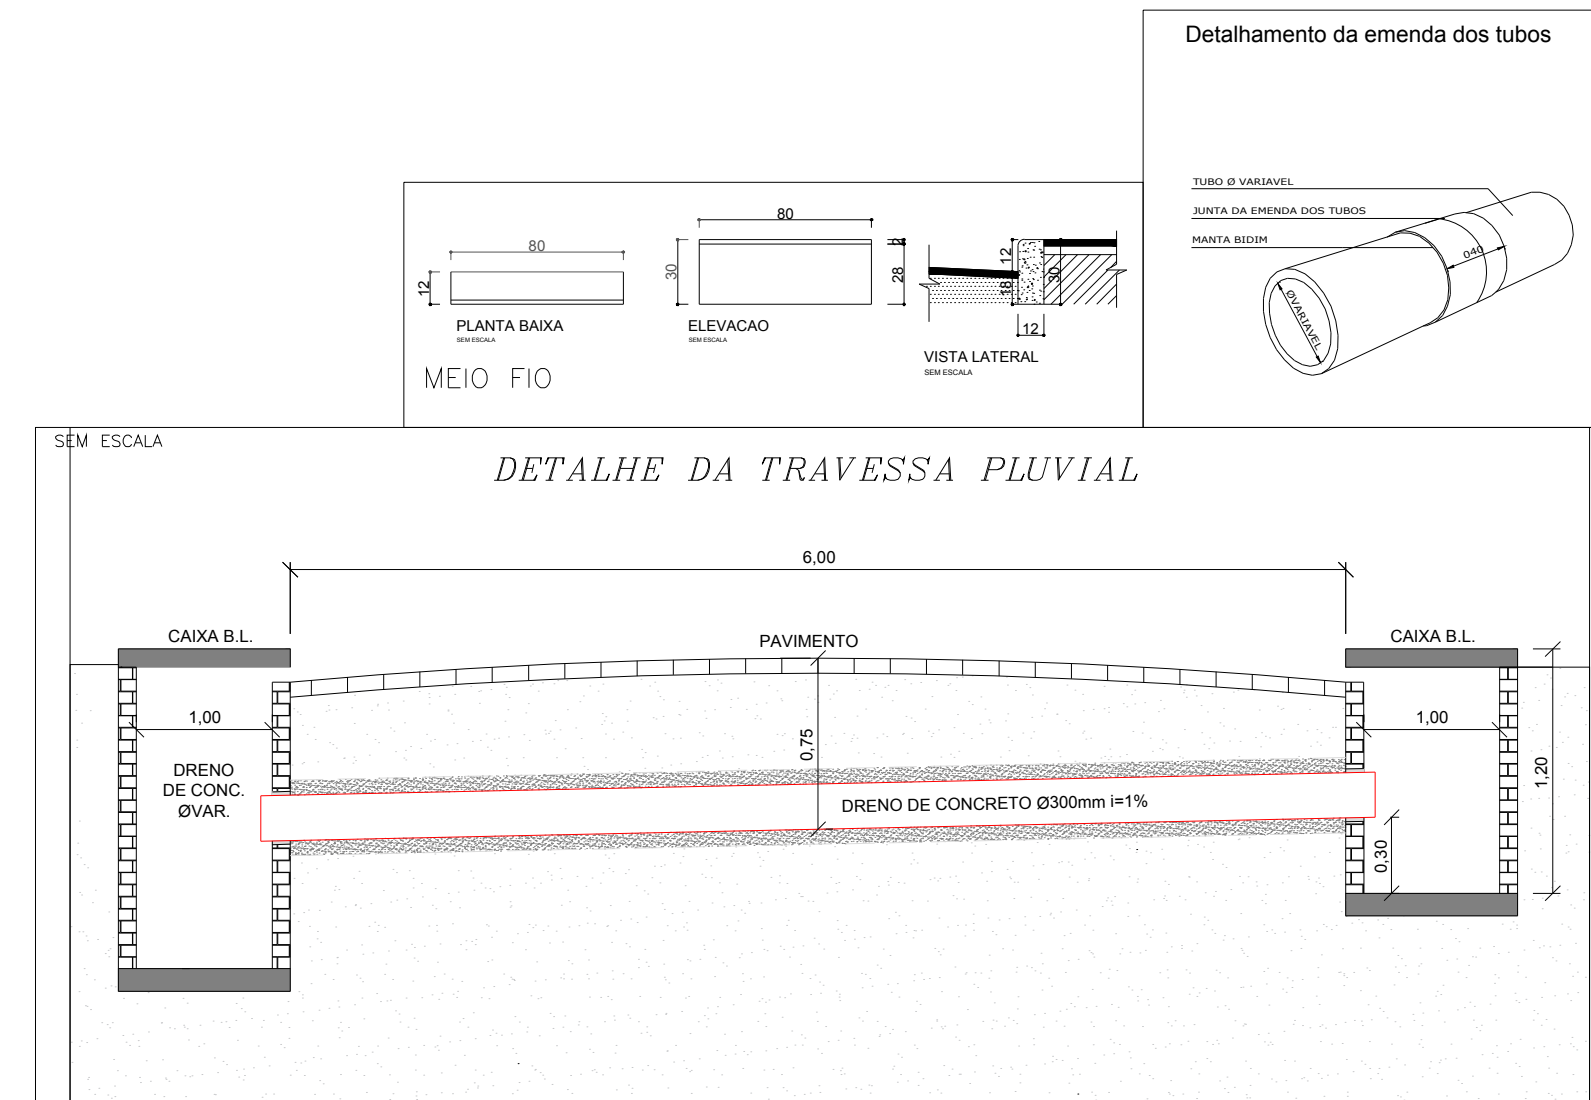 Detalhamento da emenda dos tubos
TUBO Ø VARIAVEL
JUNTA DA EMENDA DOS TUBOS
MANTA BIDIM
040
ØVARIAVEL
80
12
PLANTA BAIXA
SEM ESCALA
80
30
2
28
ELEVACAO
SEM ESCALA
12
18
30
12
VISTA LATERAL
SEM ESCALA
MEIO FIO
SEM ESCALA
DETALHE DA TRAVESSA PLUVIAL
6,00
CAIXA B.L.
PAVIMENTO
CAIXA B.L.
1,00
0,75
1,00
DRENO
DE CONC.
ØVAR.
DRENO DE CONCRETO Ø300mm i=1%
1,20
0,30